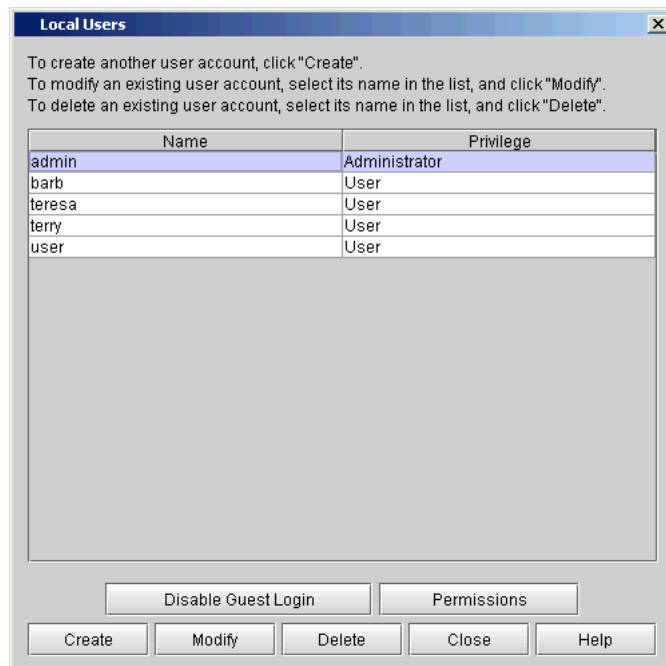 Local Users
To create another user account, click "Create".
To modify an existing user account, select its name in the list, and click "Modify".
To delete an existing user account, select its name in the list, and click "Delete".
Name Privilege
admin Administrator
barb User
teresa User
terry User
user User
Disable Guest Login Permissions
Create Modify Delete Close Help